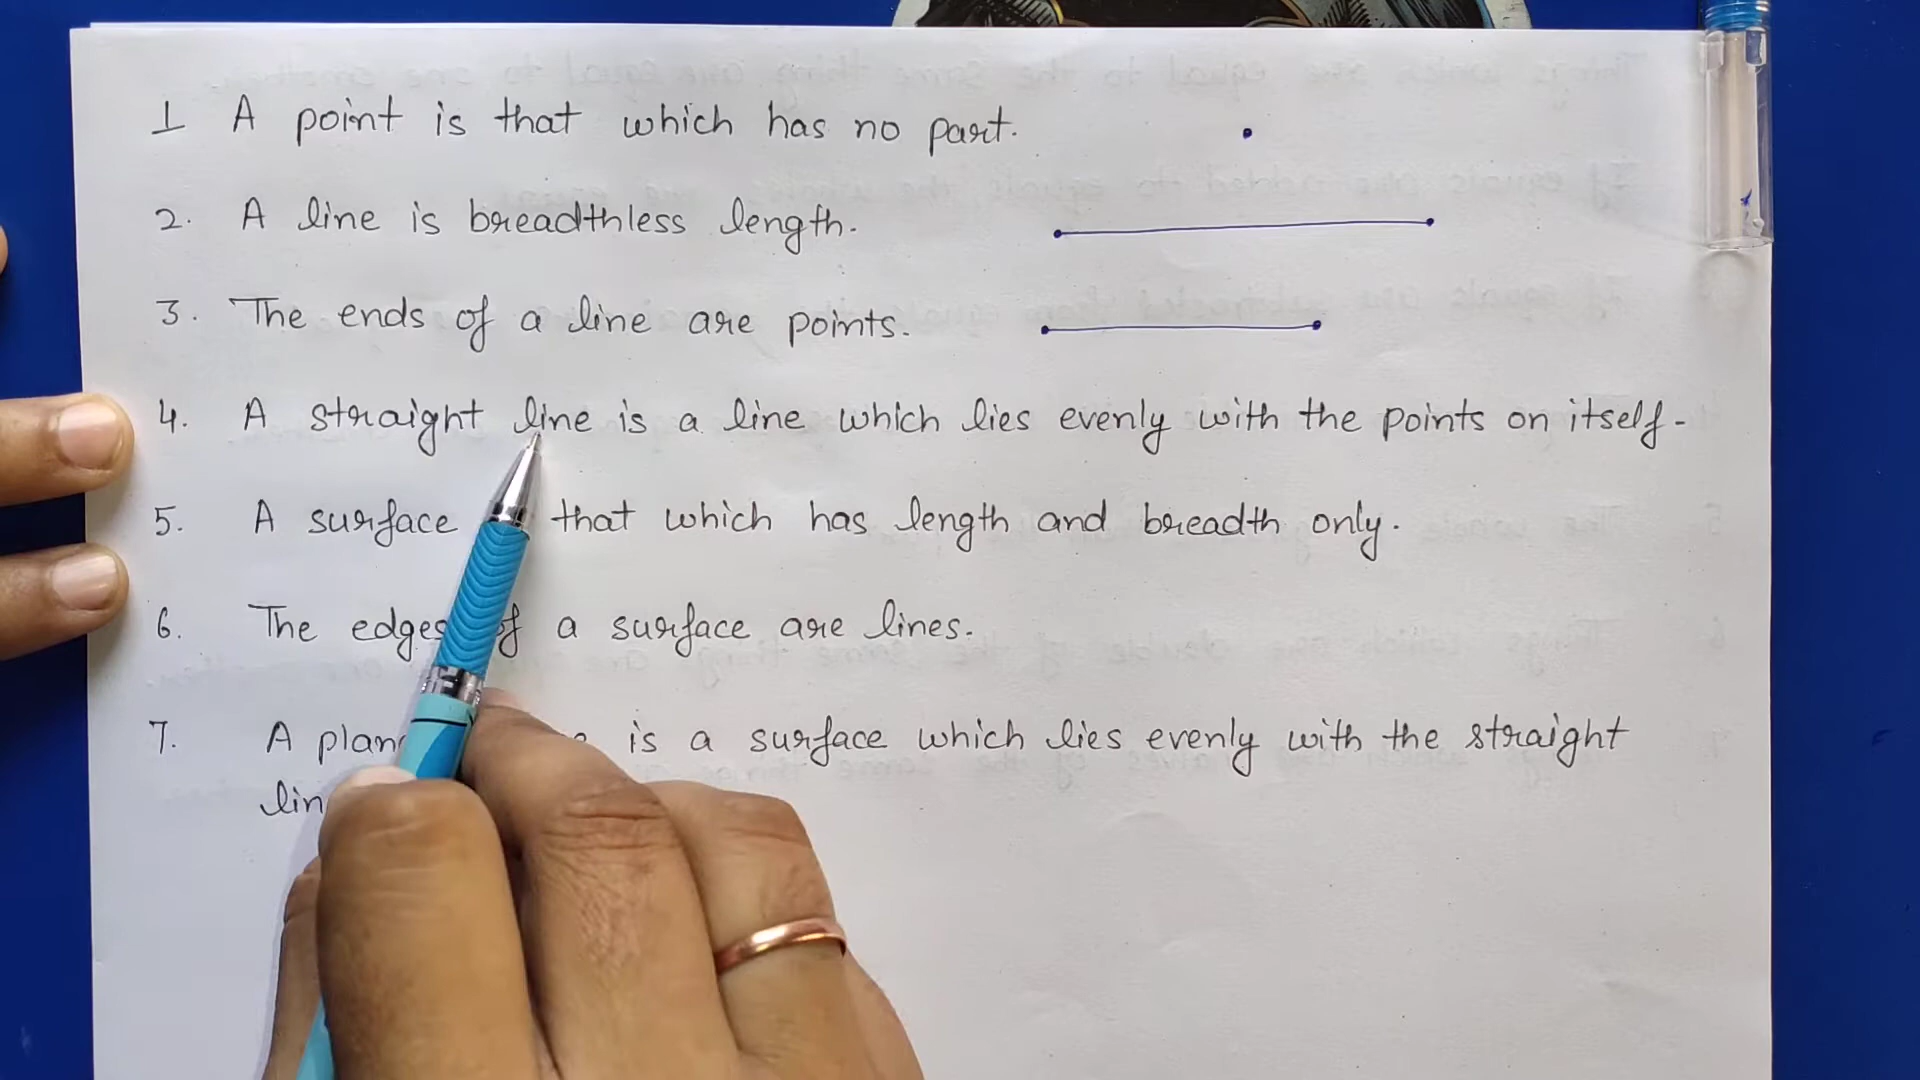 1 A point is that which has no part.
2. A line is breadthless length.
3. The ends of a line are points.
4. A straight line is a line which lies evenly with the points on itself.
5. A surface that which has length and breadth only.
6. The edges of a surface are lines.
7. A is a surface which lies evenly with the straight